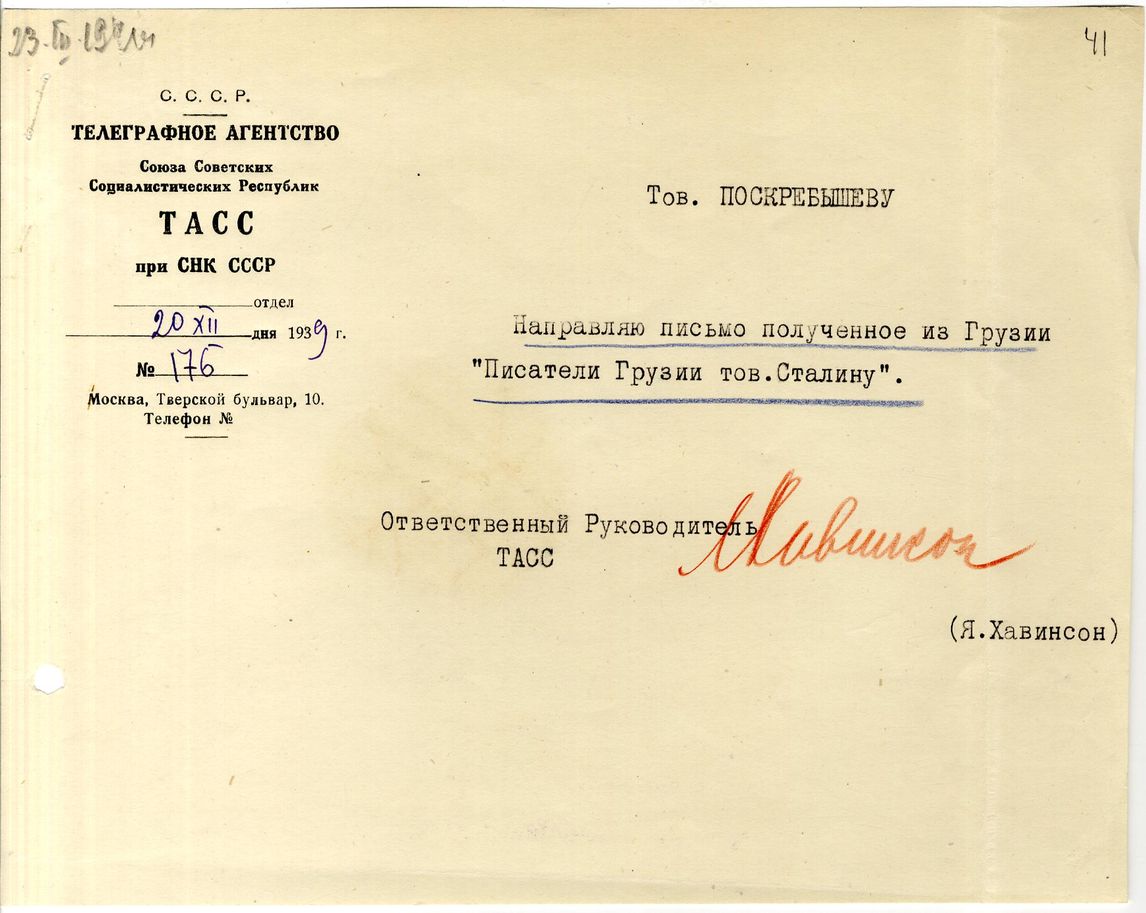 41
С. С. С. Р.
ТЕЛЕГРАФНОЕ АГЕНТСТВО
Союза Советских
Социалистических Республик
ТАСС
при СНК СССР
отдел
20 XII дня 1939 г.
№ 176
Москва, Тверской бульвар, 10.
Телефон №
Тов. ПОСКРЕБЫШЕВУ
Направляю письмо полученное из Грузии
"Писатели Грузии тов.Сталину".
Ответственный Руководитель
ТАСС
Я Хавинсон
(Я.Хавинсон)